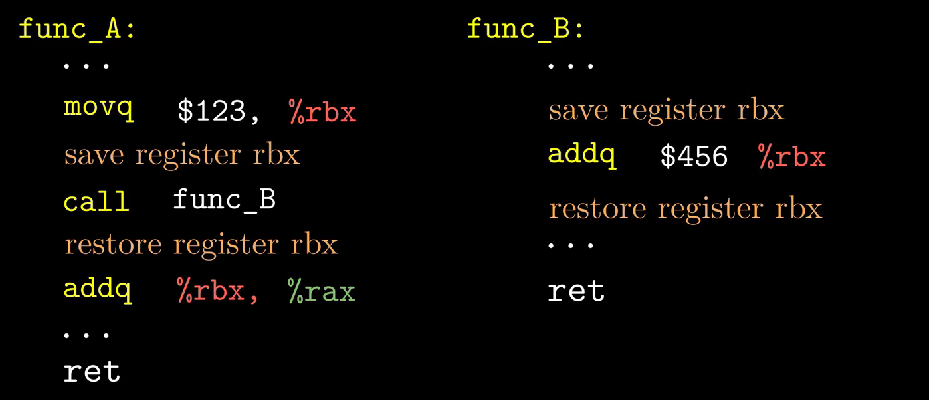 func_A:
...
movq $123, %rbx
save register rbx
call func_B
restore register rbx
addq %rbx, %rax
...
ret
func_B:
...
save register rbx
addq $456 %rbx
restore register rbx
...
ret